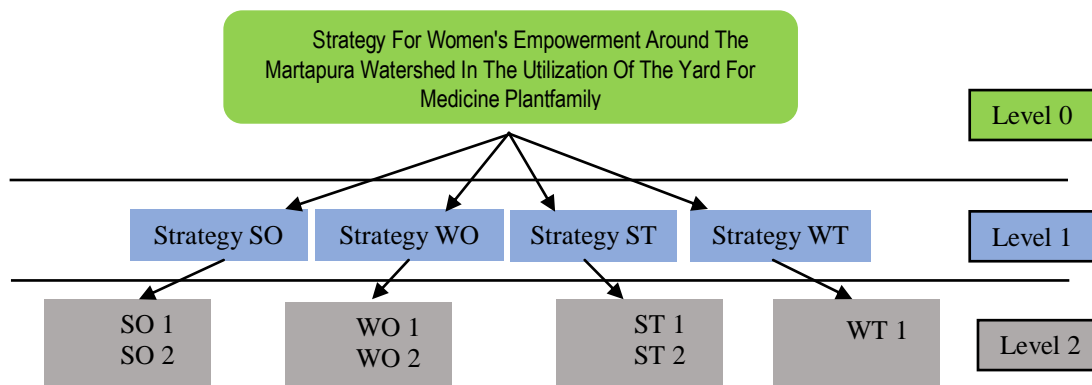 Strategy For Women's Empowerment Around The
Martapura Watershed In The Utilization Of The Yard For
Medicine Plantfamily
Level 0
Strategy SO
Strategy WO
Strategy ST
Strategy WT
Level 1
SO 1
SO 2
WO 1
WO 2
ST 1
ST 2
WT 1
Level 2